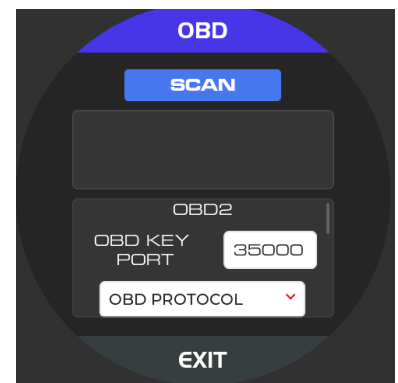 OBD
SCAN
OBD2
OBD KEY
PORT
35000
OBD PROTOCOL
EXIT